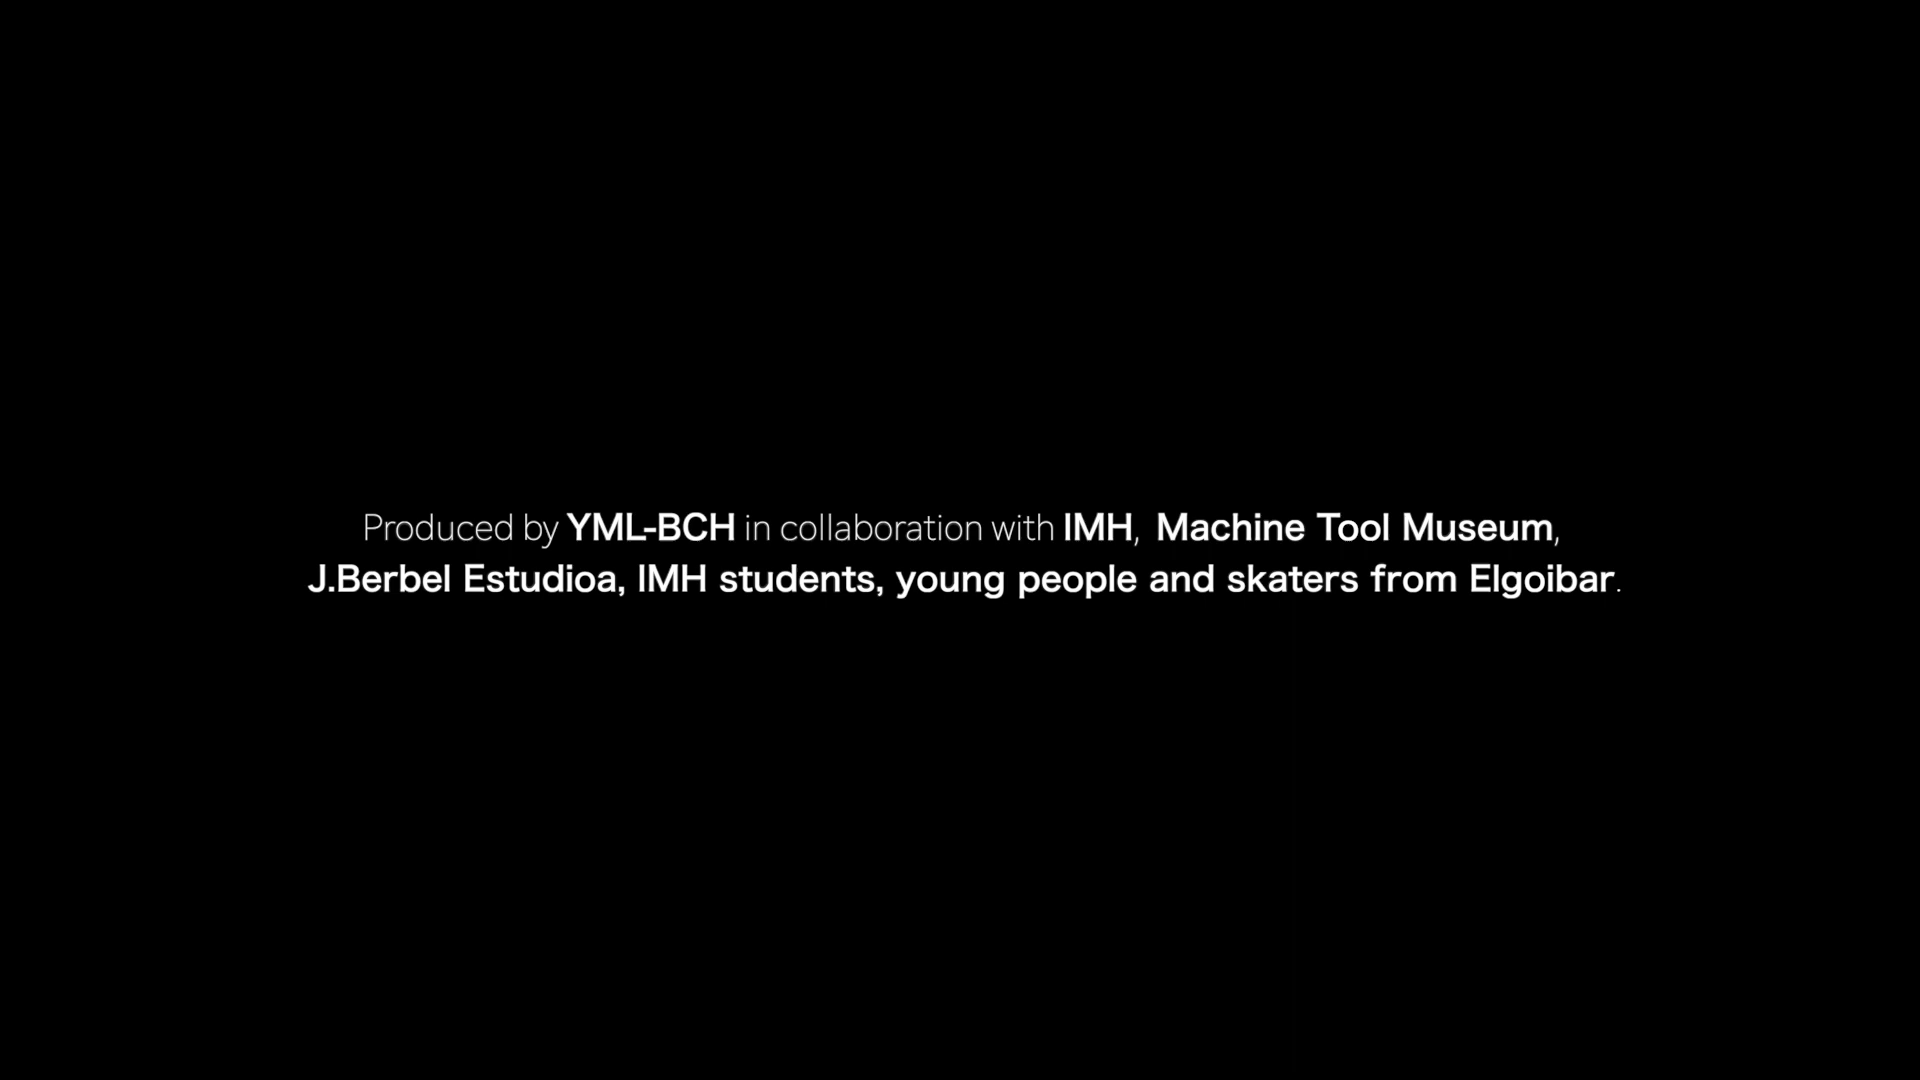 Produced by YML-BCH in collaboration with IMH, Machine Tool Museum,
J.Berbel Estudioa, IMH students, young people and skaters from Elgoibar.